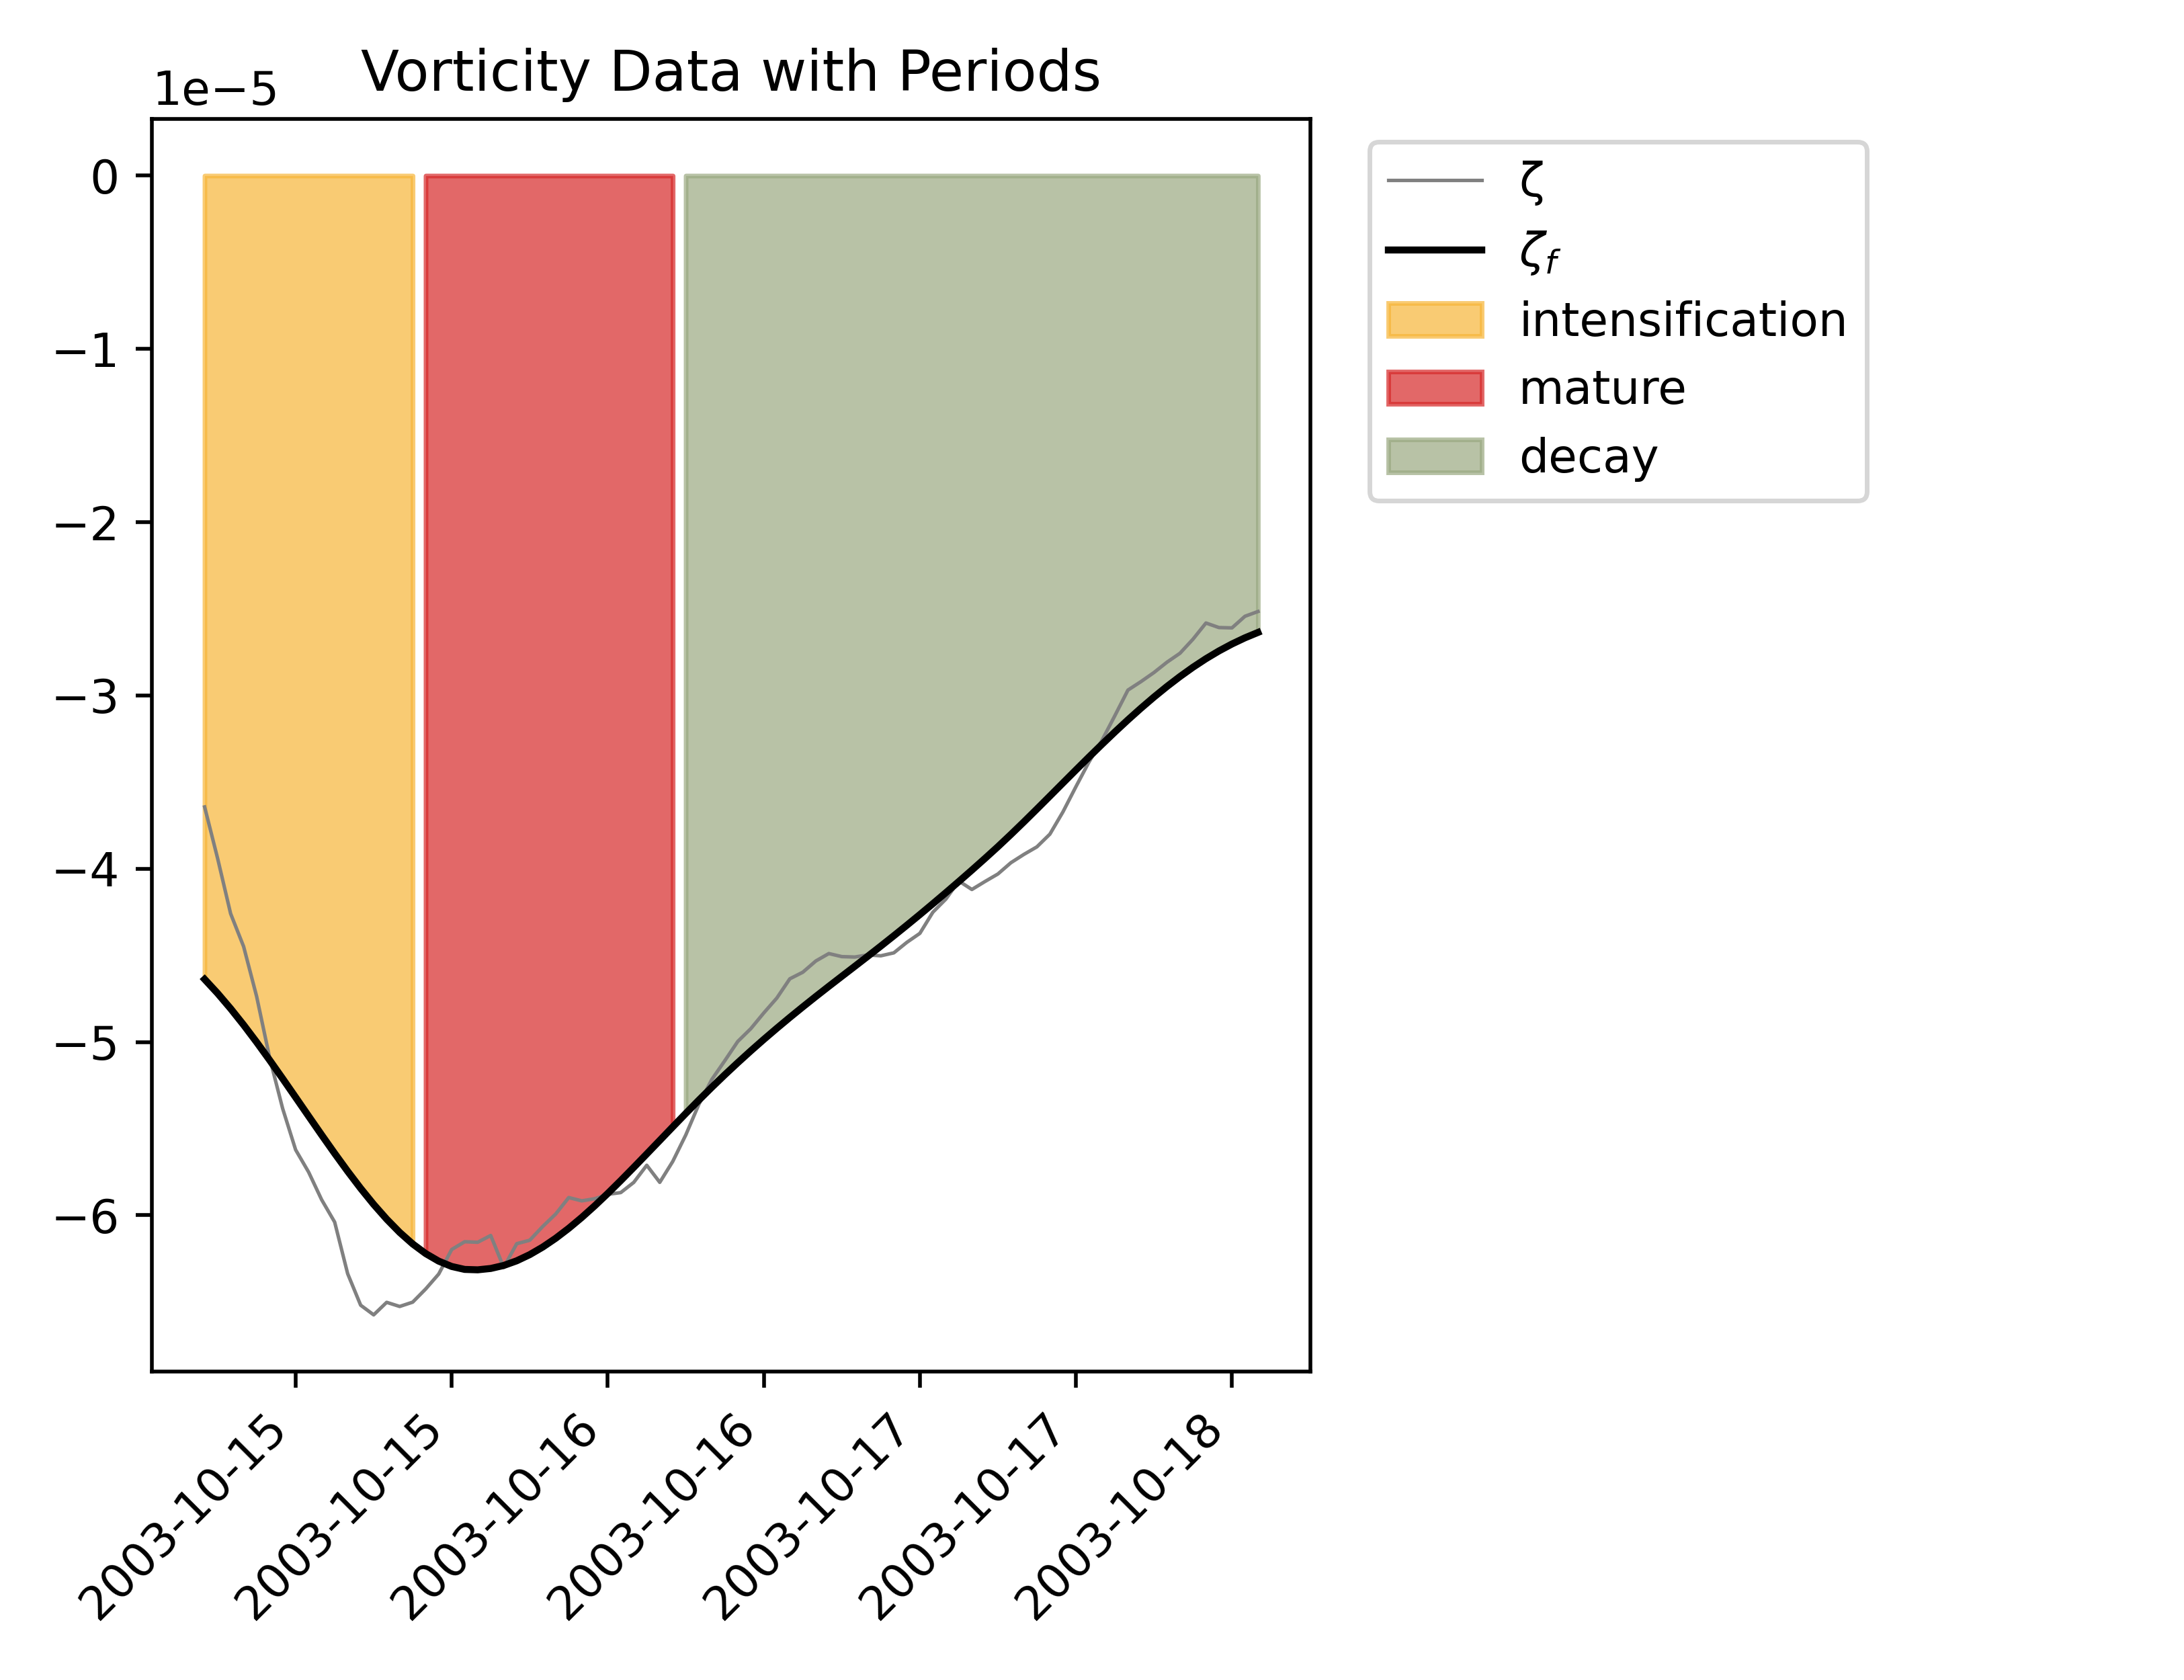 Vorticity Data with Periods
1e−5
0
−1
−2
−3
−4
−5
−6
2003-10-15
2003-10-15
2003-10-16
2003-10-16
2003-10-17
2003-10-17
2003-10-18
ζ
ζf
intensification
mature
decay